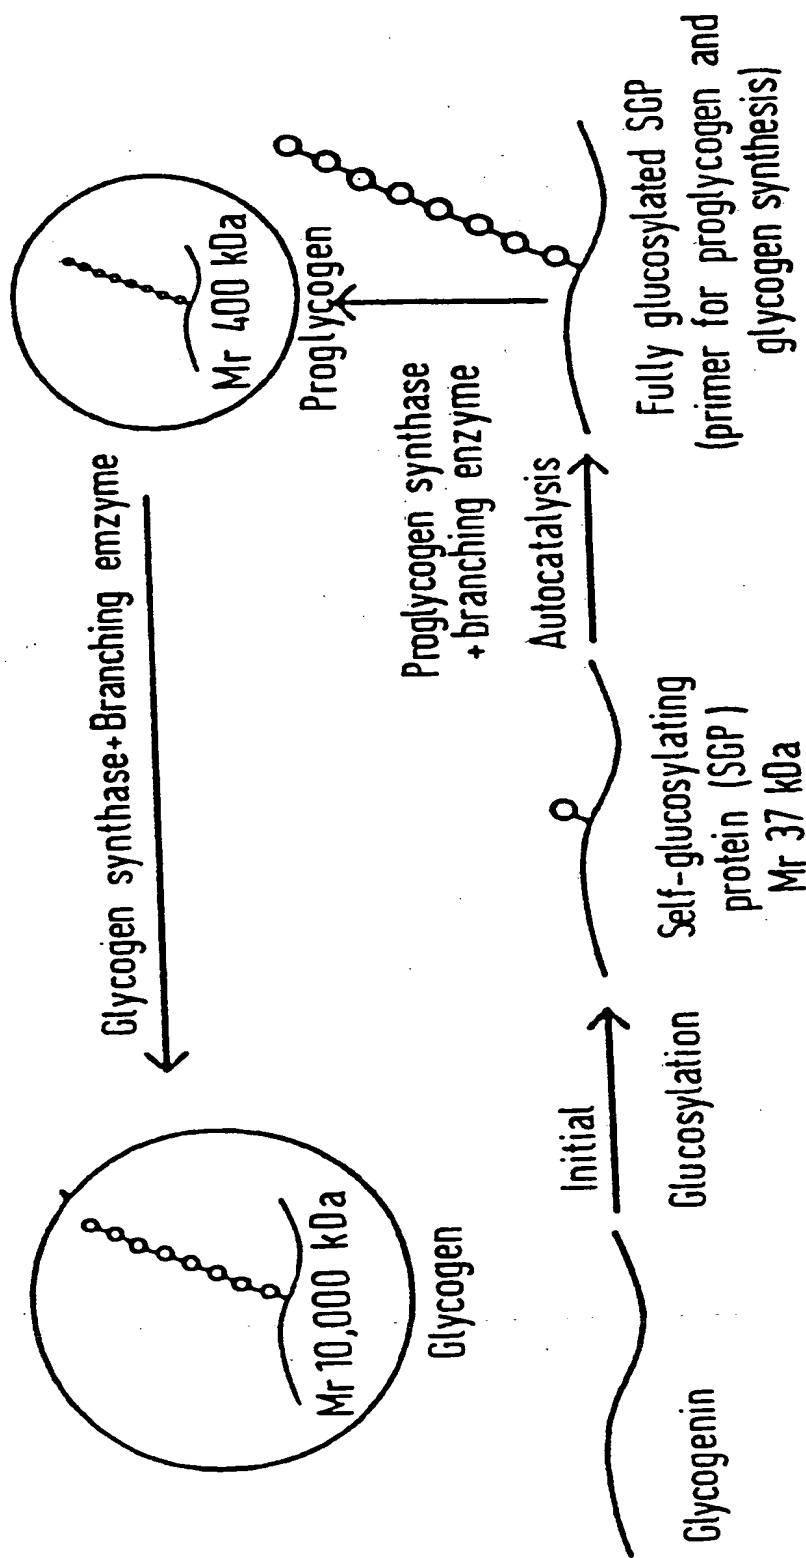 Glycogenin
Initial
Glucosylation
Self-glucosylating
protein (SGP)
Mr 37 kDa
Autocatalysis
Fully glucosylated SGP
(primer for proglycogen and
glycogen synthesis)
Proglycogen synthase
+branching enzyme
Mr 400 kDa
Proglycogen
Glycogen synthase+Branching emzyme
Mr 10,000 kDa
Glycogen